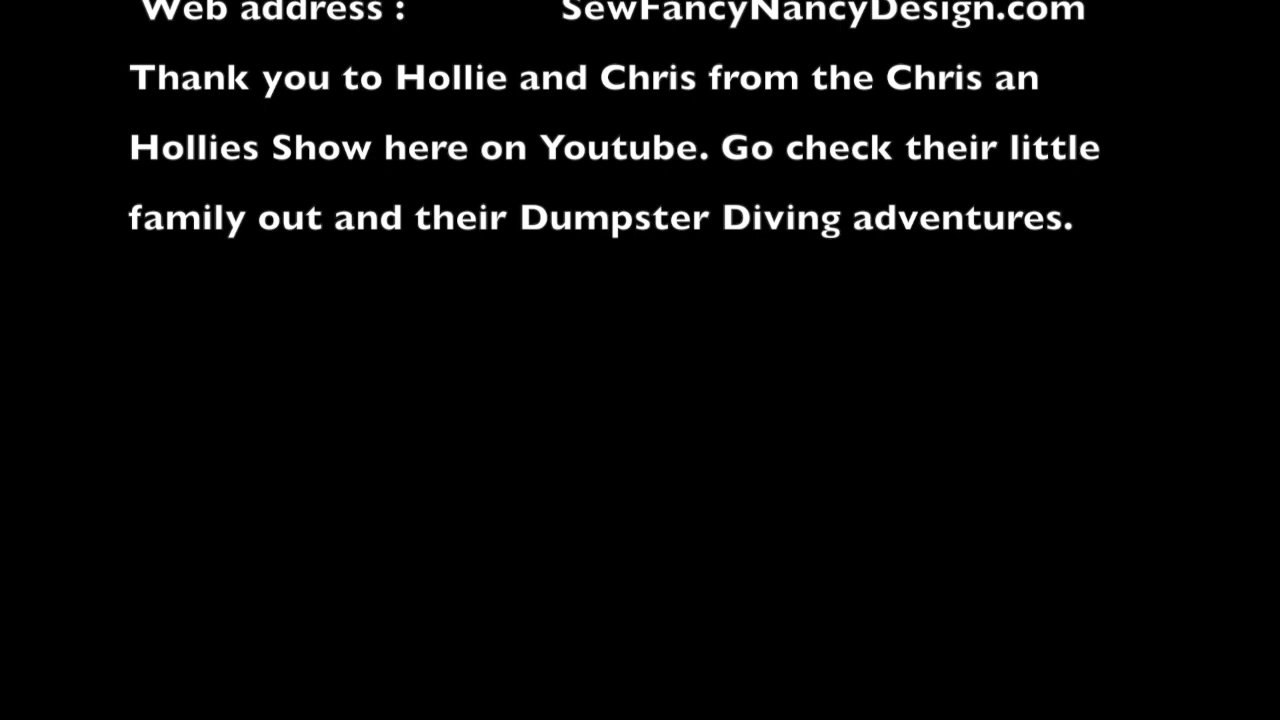 Web address : SewFancyNancyDesign.com
Thank you to Hollie and Chris from the Chris an
Hollies Show here on Youtube. Go check their little
family out and their Dumpster Diving adventures.